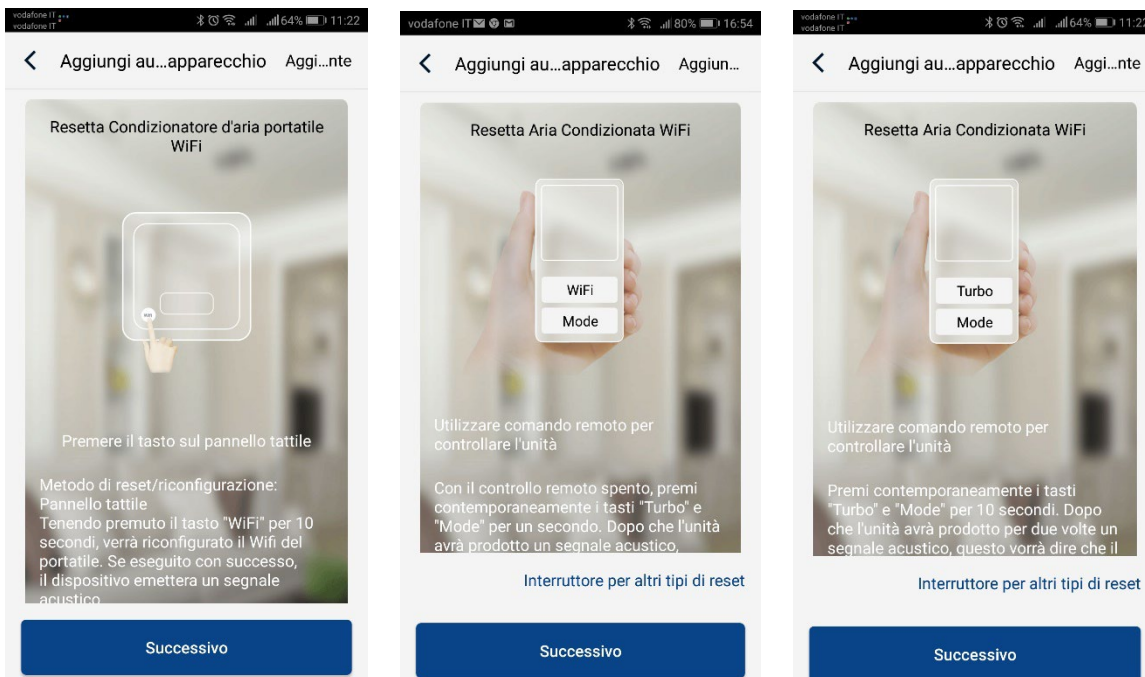 vodafone IT
vodafone IT
64% 11:22
Aggiungi au...apparecchio Aggi...nte
Resetta Condizionatore d'aria portatile
WiFi
WiFi
Premere il tasto sul pannello tattile
Metodo di reset/riconfigurazione:
Pannello tattile
Tenendo premuto il tasto "WiFi" per 10
secondi, verrà riconfigurato il Wifi del
portatile. Se eseguito con successo,
il dispositivo emettera un segnale
acustico
Successivo
vodafone IT 80% 16:54
Aggiungi au...apparecchio Aggiun...
Resetta Aria Condizionata WiFi
WiFi
Mode
Utilizzare comando remoto per
controllare l'unità
Con il controllo remoto spento, premi
contemporaneamente i tasti "Turbo" e
"Mode" per un secondo. Dopo che l'unità
avrà prodotto un segnale acustico,
Interruttore per altri tipi di reset
Successivo
vodafone IT
vodafone IT
64% 11:22
Aggiungi au...apparecchio Aggi...nte
Resetta Aria Condizionata WiFi
Turbo
Mode
Utilizzare comando remoto per
controllare l'unità
Premi contemporaneamente i tasti
"Turbo" e "Mode" per 10 secondi. Dopo
che l'unità avrà prodotto per due volte un
segnale acustico, questo vorrà dire che il
Interruttore per altri tipi di reset
Successivo